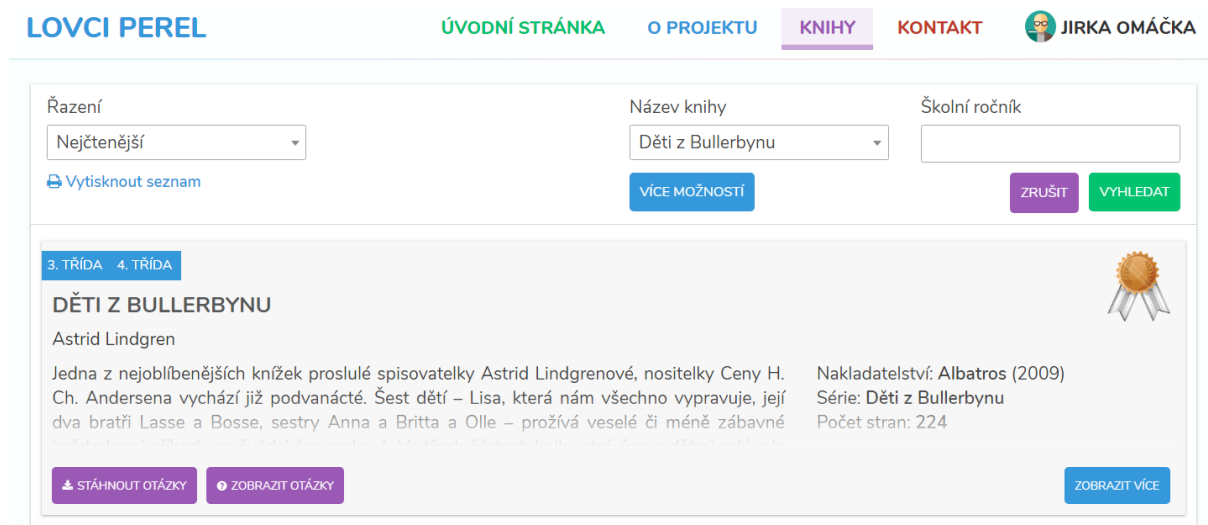 LOVCI PEREL
ÚVODNÍ STRÁNKA
O PROJEKTU
KNIHY
KONTAKT
JIRKA OMÁČKA
Řazení
Nejčtenější
Vytisknout seznam
Název knihy
Děti z Bullerbynu
VÍCE MOŽNOSTÍ
Školní ročník
ZRUŠIT
VYHLEDAT
3. TŘÍDA 4. TŘÍDA
DĚTI Z BULLERBYNU
Astrid Lindgren
Jedna z nejoblíbenějších knížek proslulé spisovatelky Astrid Lindgrenové, nositelky Ceny H.
Ch. Andersena vychází již podvanácté. Šest dětí – Lisa, která nám všechno vypravuje, její
dva bratři Lasse a Bosse, sestry Anna a Britta a Olle – prožívá veselé či méně zábavné
Nakladatelství: Albatros (2009)
Série: Děti z Bullerbynu
Počet stran: 224
STÁHNOUT OTÁZKY
ZOBRAZIT OTÁZKY
ZOBRAZIT VÍCE